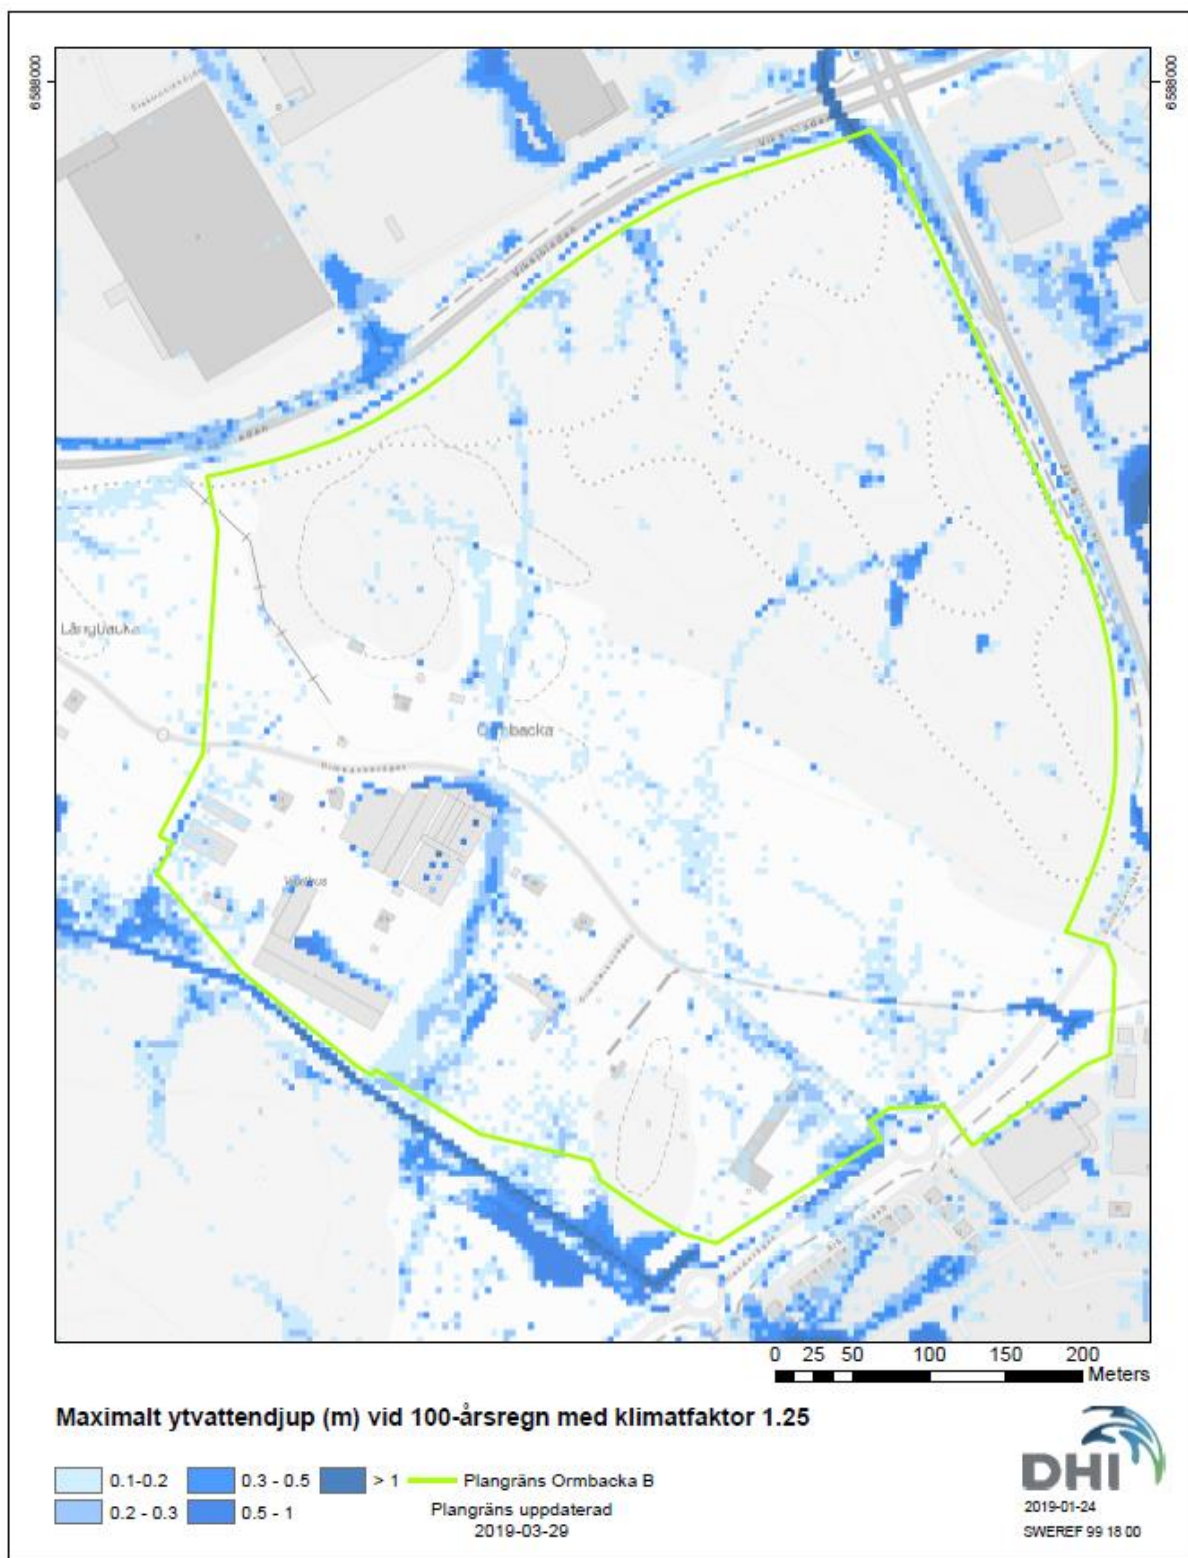 6588000
6588000
Långbacka
Ormbacka
Växthus
0 25 50 100 150 200
Meters
Maximalt ytvattendjup (m) vid 100-årsregn med klimatfaktor 1.25
0.1-0.2
0.3 - 0.5
> 1
Plangräns Ormbacka B
0.2 - 0.3
0.5 - 1
Plangräns uppdaterad
2019-03-29
DHI
2019-01-24
SWEREF 99 18 00